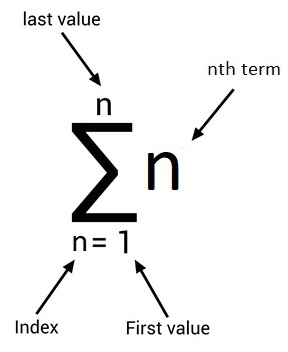 last value
nth term
n
∑ n
n = 1
Index
First value